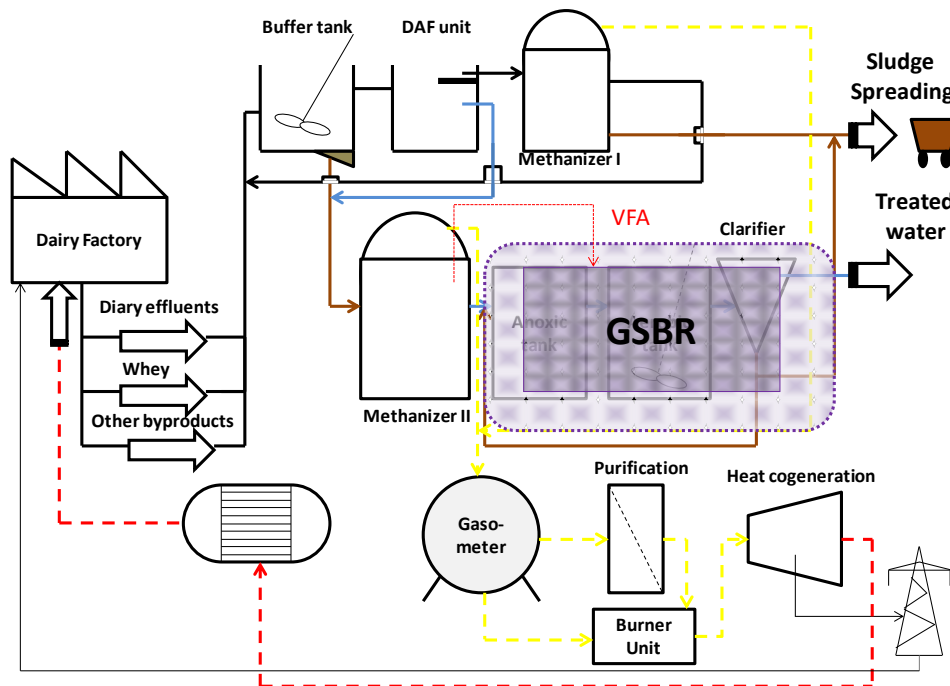 Buffer tank
DAF unit
Sludge
Spreading
Methanizer I
Treated
water
VFA
Clarifier
Dairy Factory
Diary effluents
Anoxic
tank
tank
GSBR
Whey
Methanizer II
Other byproducts
Purification
Heat cogeneration
Gaso-
meter
Burner
Unit